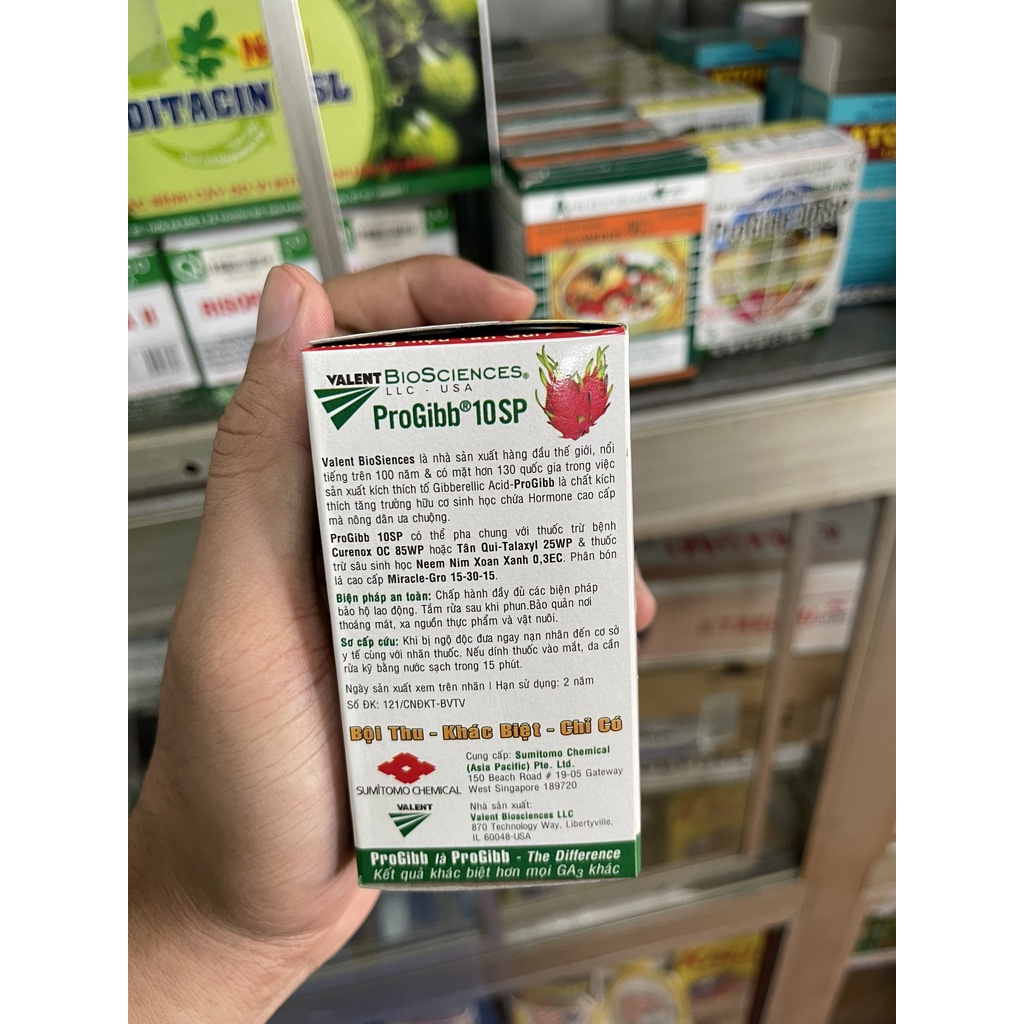 DITACIN
SL
RISOR
VALENT BIOSCIENCES®
LLC - USA
ProGibb®10SP
Valent BioSiences là nhà sản xuất hàng đầu thế giới, nổi
tiếng trên 100 năm & có mặt hơn 130 quốc gia trong việc
sản xuất kích thích tố Gibberellic Acid-ProGibb là chất kích
thích tăng trưởng hữu cơ sinh học chứa Hormone cao cấp
mà nông dân ưa chuộng.
ProGibb 10SP có thể pha chung với thuốc trừ bệnh
Curenox OC 85WP hoặc Tân Qui-Talaxyl 25WP & thuốc
trừ sâu sinh học Neem Nim Xoan Xanh 0,3EC. Phân bón
lá cao cấp Miracle-Gro 15-30-15.
Biện pháp an toàn: Chấp hành đầy đủ các biện pháp
bảo hộ lao động. Tắm rửa sau khi phun.Bảo quản nơi
thoáng mát, xa nguồn thực phẩm và vật nuôi.
Sơ cấp cứu: Khi bị ngộ độc đưa ngay nạn nhân đến cơ sở
y tế cùng với nhãn thuốc. Nếu dính thuốc vào mắt, da cần
rửa kỹ bằng nước sạch trong 15 phút.
Ngày sản xuất xem trên nhãn I Hạn sử dụng: 2 năm
Số ĐK: 121/CNĐKT-BVTV
Bội Thu - Khác Biệt - Chỉ Có
Cung cấp: Sumitomo Chemical
(Asia Pacific) Pte. Ltd.
150 Beach Road # 19-05 Gateway
West Singapore 189720
SUMITOMO CHEMICAL
VALENT
Nhà sản xuất:
Valent Biosciences LLC
870 Technology Way, Libertyville,
IL 60048-USA
ProGibb là ProGibb - The Difference
Kết quả khác biệt hơn mọi GA3 khác